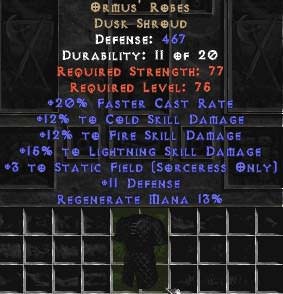 Ormus' Robes
Dusk Shroud
Defense: 467
Durability: 11 of 20
Required Strength: 77
Required Level: 75
+20% Faster Cast Rate
+12% to Cold Skill Damage
+12% to Fire Skill Damage
+15% to Lightning Skill Damage
+3 to Static Field (Sorceress Only)
+11 Defense
Regenerate Mana 13%